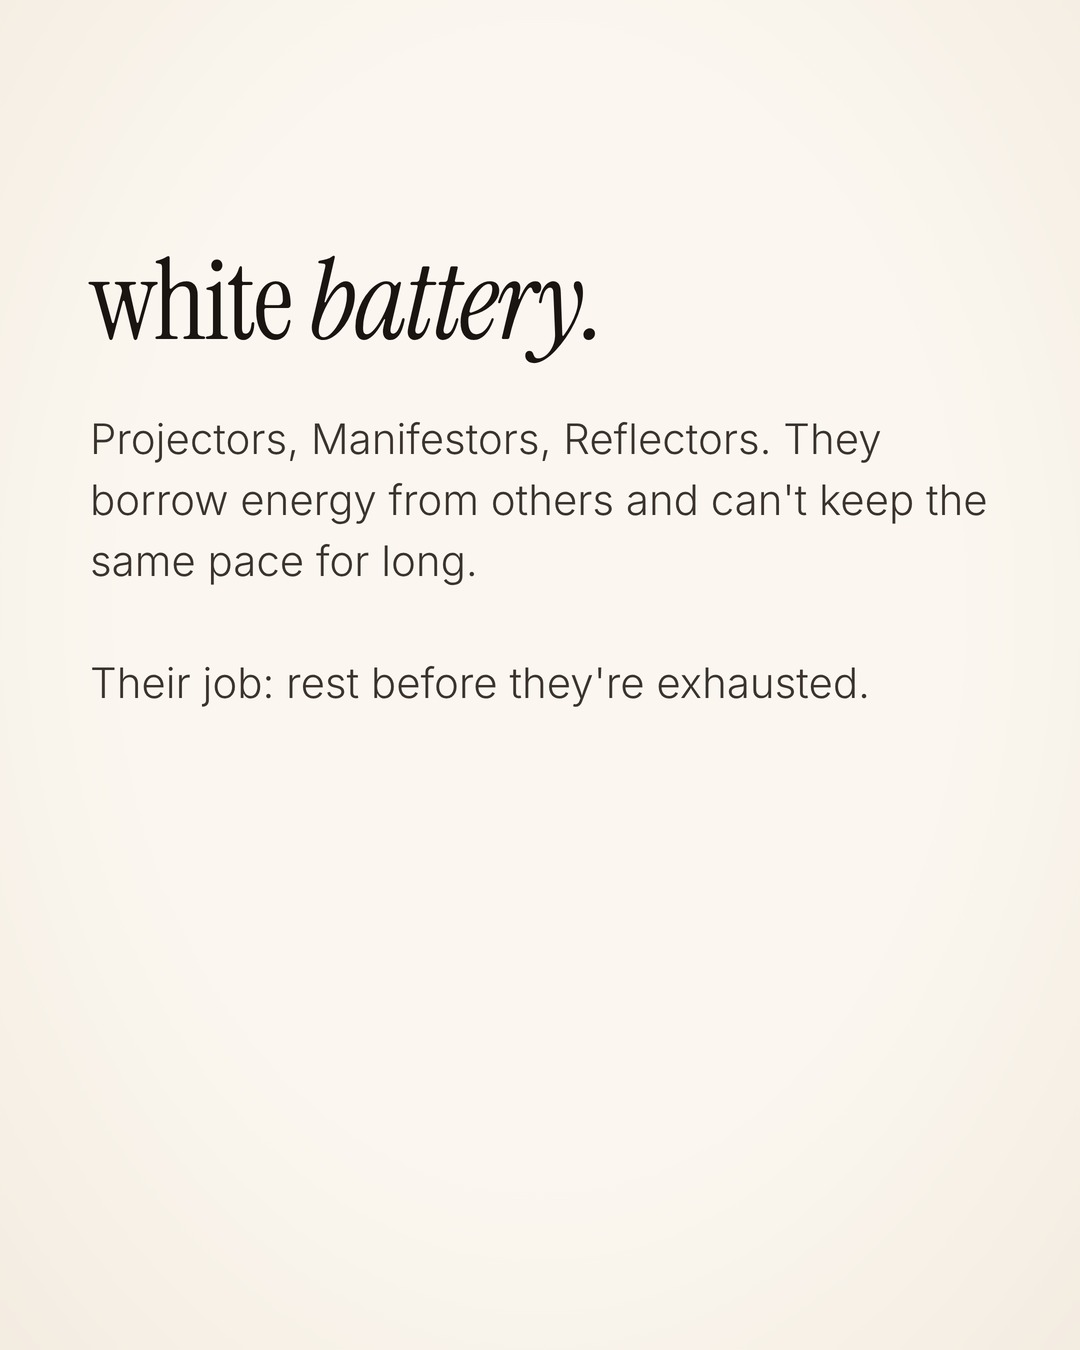 white battery.
Projectors, Manifestors, Reflectors. They
borrow energy from others and can't keep the
same pace for long.
Their job: rest before they're exhausted.